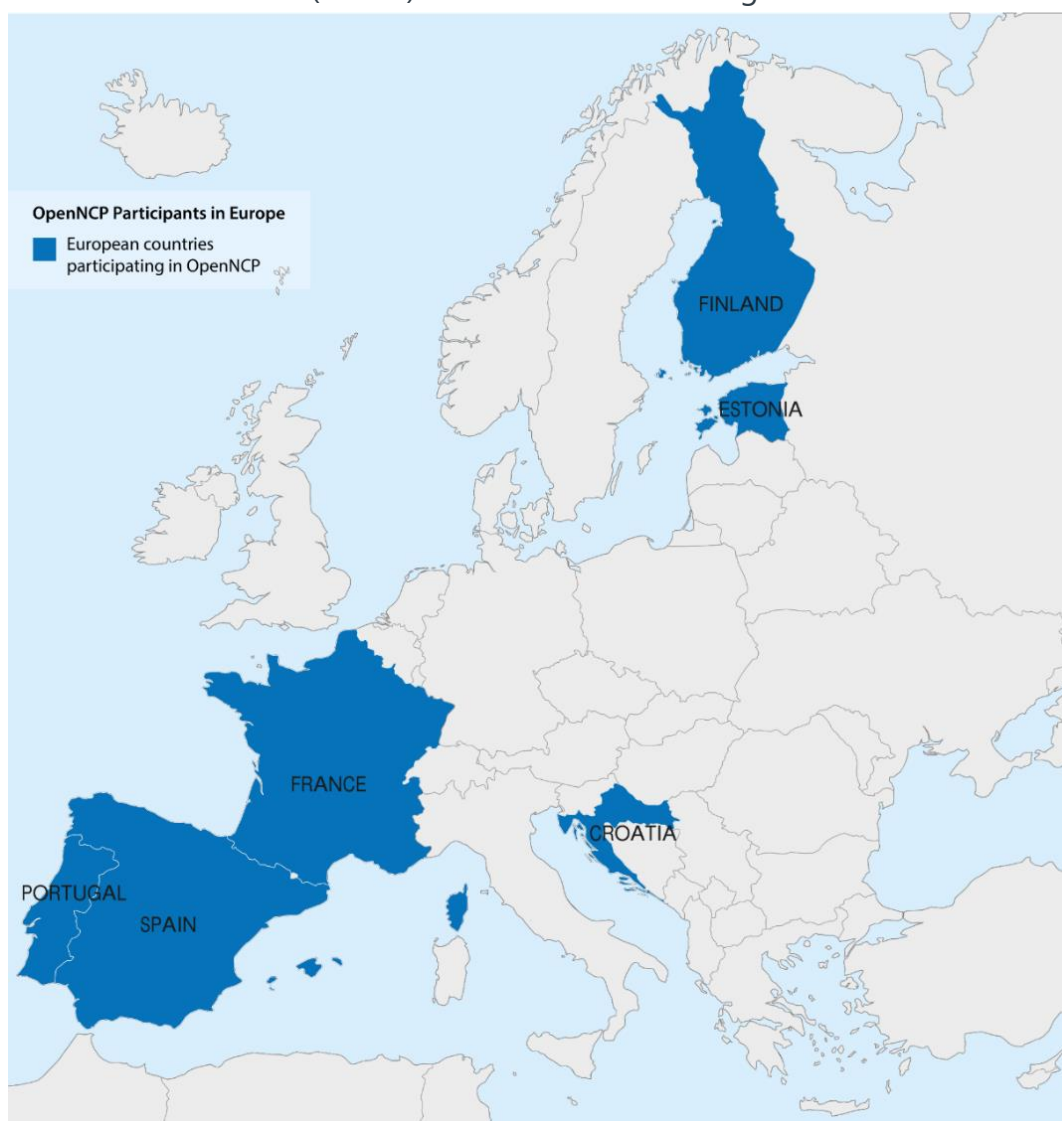 OpenNCP Participants in Europe
European countries
participating in OpenNCP
FINLAND
ESTONIA
FRANCE
CROATIA
PORTUGAL
SPAIN